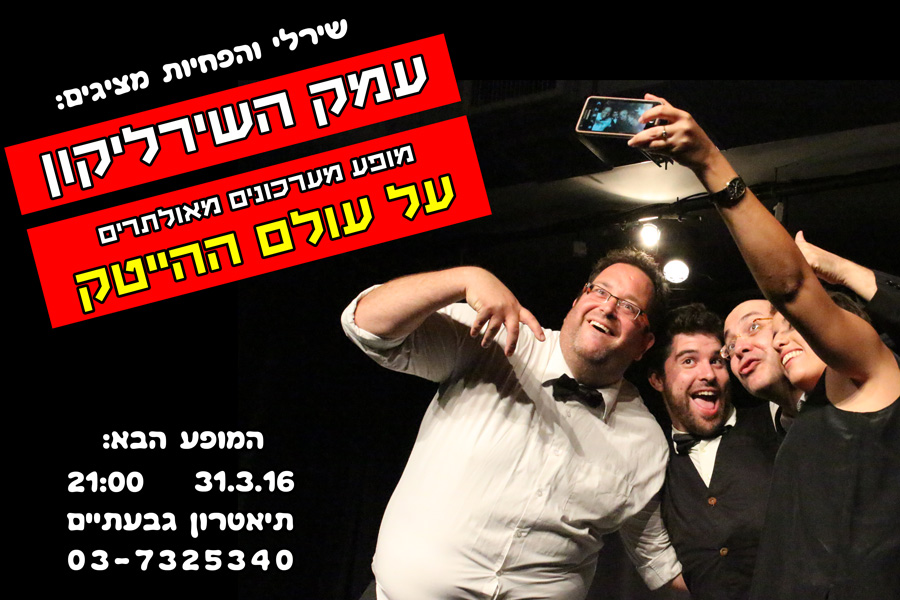 שירלי והפחיות מציגים:
עמק השירליקון
מופע מערכונים מאולתרים
על עולם ההייטק
המופע הבא:
31.3.16 21:00
תיאטרון גבעתיים
03-7325340